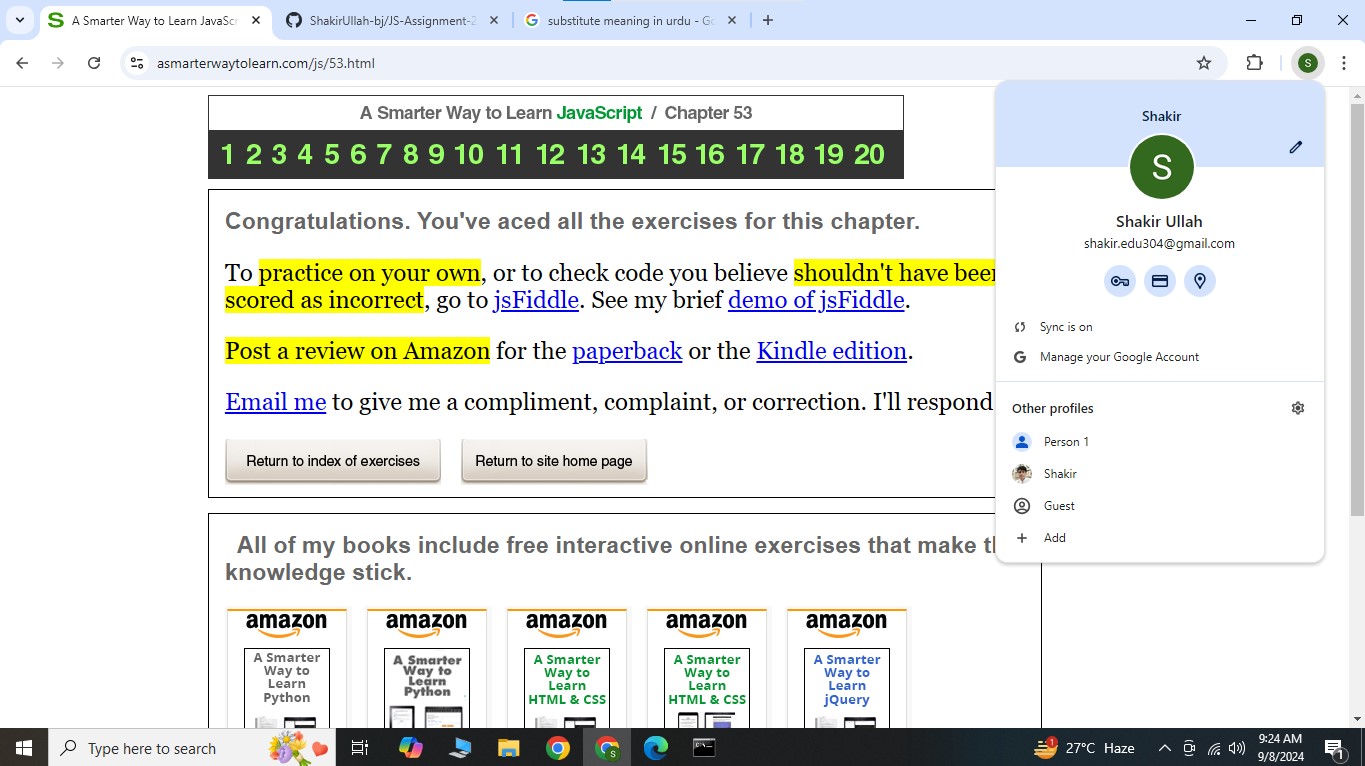 A Smarter Way to Learn JavaScr
ShakirUllah-bj/JS-Assignment-2
substitute meaning in urdu - Go
asmarterwaytolearn.com/js/53.html
S
A Smarter Way to Learn JavaScript / Chapter 53
1 2 3 4 5 6 7 8 9 10 11 12 13 14 15 16 17 18 19 20
Congratulations. You've aced all the exercises for this chapter.
To practice on your own, or to check code you believe shouldn't have been
scored as incorrect, go to jsFiddle. See my brief demo of jsFiddle.
Post a review on Amazon for the paperback or the Kindle edition.
Email me to give me a compliment, complaint, or correction. I'll respond
Return to index of exercises
Return to site home page
Shakir
S
Shakir Ullah
shakir.edu304@gmail.com
Sync is on
Manage your Google Account
Other profiles
Person 1
Shakir
Guest
Add
All of my books include free interactive online exercises that make th
knowledge stick.
amazon
A Smarter
Way to
Learn
Python
amazon
A Smarter
Way to
Learn
Python
amazon
A Smarter
Way to
Learn
HTML & CSS
amazon
A Smarter
Way to
Learn
HTML & CSS
amazon
A Smarter
Way to
Learn
jQuery
Type here to search
1
27°C Haze
9:24 AM
9/8/2024
1